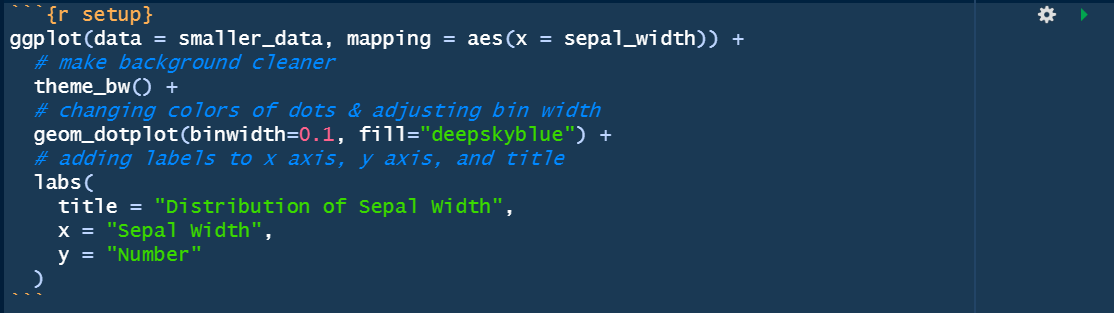 ```{r setup}
ggplot(data = smaller_data, mapping = aes(x = sepal_width)) +
  # make background cleaner
  theme_bw() +
  # changing colors of dots & adjusting bin width
  geom_dotplot(binwidth=0.1, fill="deepskyblue") +
  # adding labels to x axis, y axis, and title
  labs(
    title = "Distribution of Sepal Width",
    x = "Sepal Width",
    y = "Number"
  )
```